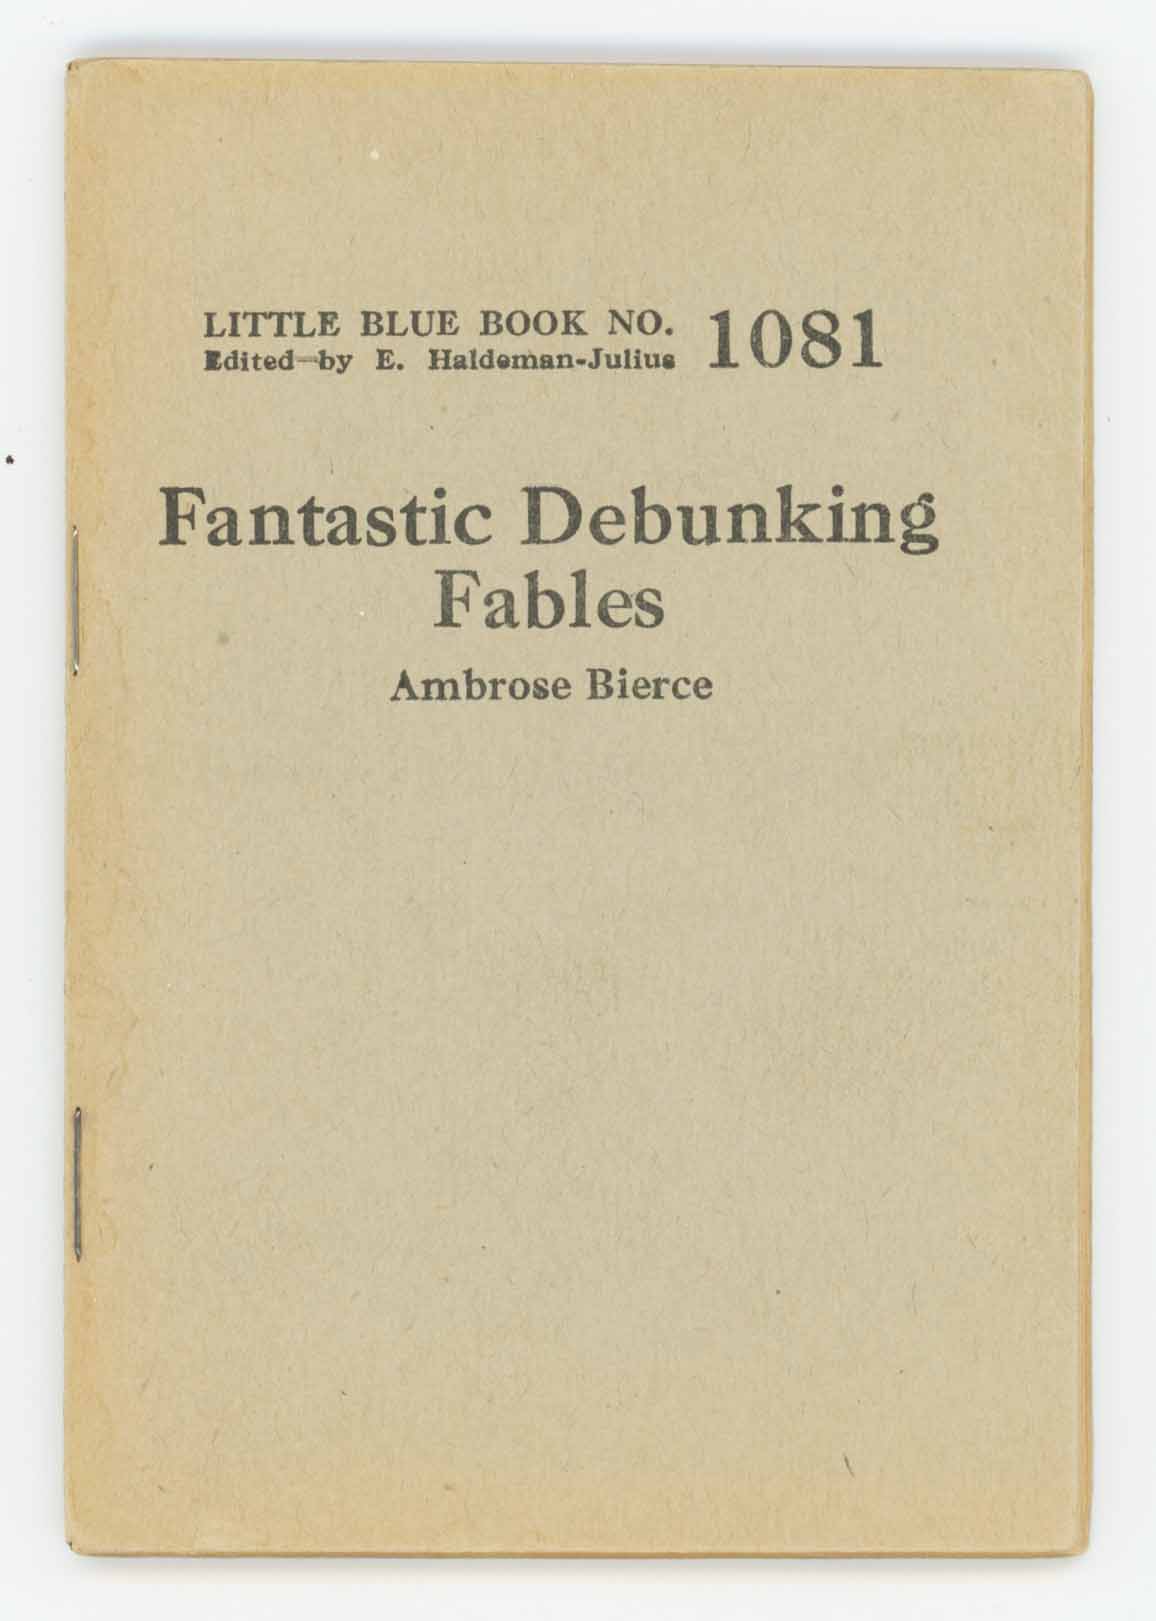 LITTLE BLUE BOOK NO. 1081
Edited by E. Haldeman-Julius
Fantastic Debunking
Fables
Ambrose Bierce